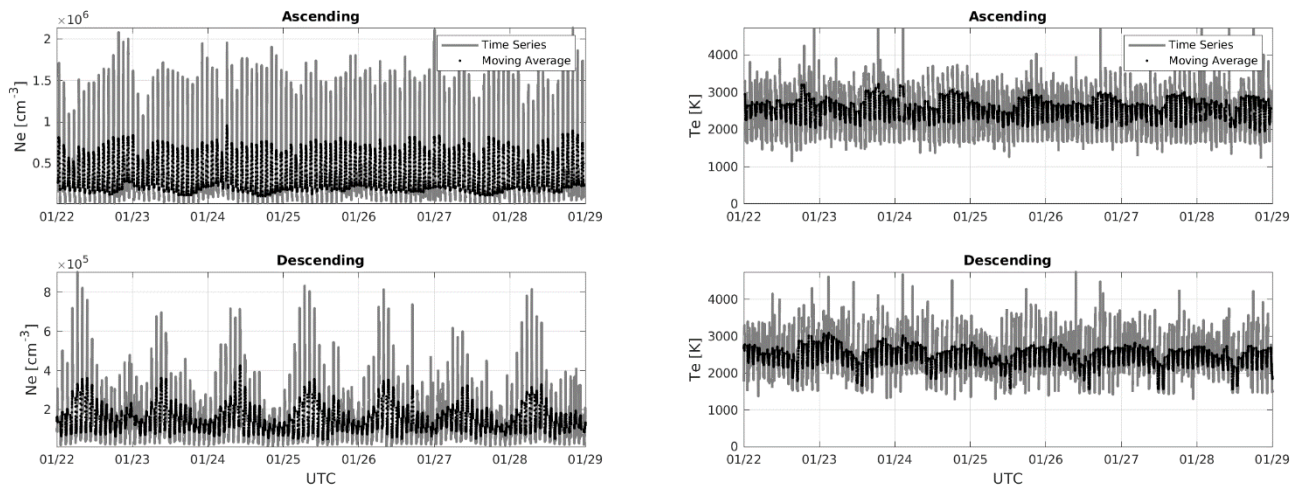 Ascending
×10⁶
Ne [cm⁻³]
2
1.5
1
0.5
Time Series
Moving Average
01/22 01/23 01/24 01/25 01/26 01/27 01/28 01/29
Ascending
Te [K]
4000
3000
2000
1000
0
Time Series
Moving Average
01/22 01/23 01/24 01/25 01/26 01/27 01/28 01/29
Descending
×10⁵
Ne [cm⁻³]
8
6
4
2
01/22 01/23 01/24 01/25 01/26 01/27 01/28 01/29
UTC
Descending
Te [K]
4000
3000
2000
1000
0
01/22 01/23 01/24 01/25 01/26 01/27 01/28 01/29
UTC